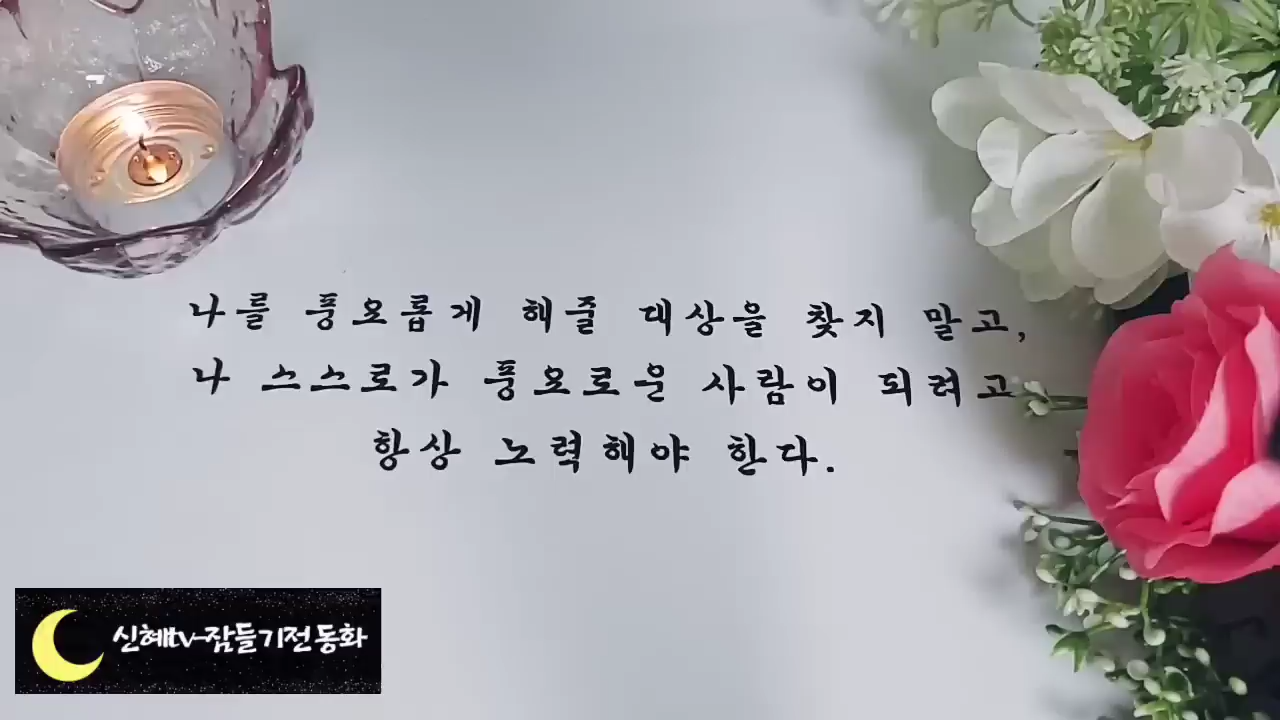 나를 풍요롭게 해줄 대상을 찾지 말고,
나 스스로가 풍요로운 사람이 되려고
항상 노력해야 한다.
신혜tv-잠들기전동화